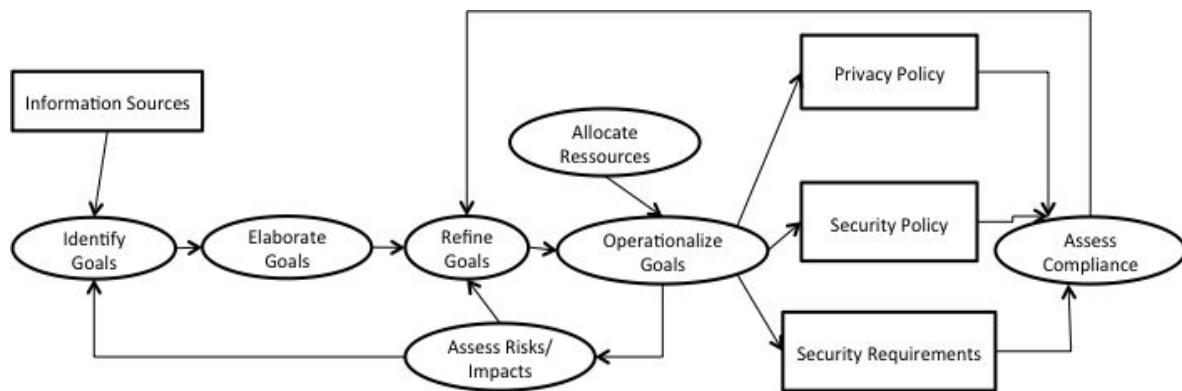 Privacy Policy
Information Sources
Allocate
Ressources
Identify
Goals
Elaborate
Goals
Refine
Goals
Operationalize
Goals
Security Policy
Assess
Compliance
Assess Risks/
Impacts
Security Requirements